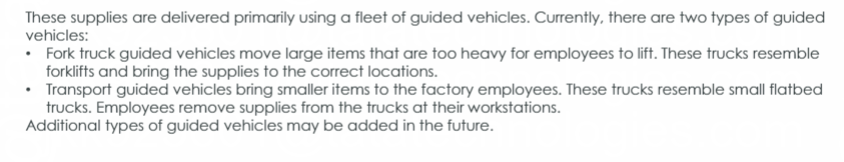 These supplies are delivered primarily using a fleet of guided vehicles. Currently, there are two types of guided
vehicles:
• Fork truck guided vehicles move large items that are too heavy for employees to lift. These trucks resemble
forklifts and bring the supplies to the correct locations.
• Transport guided vehicles bring smaller items to the factory employees. These trucks resemble small flatbed
trucks. Employees remove supplies from the trucks at their workstations.
Additional types of guided vehicles may be added in the future.